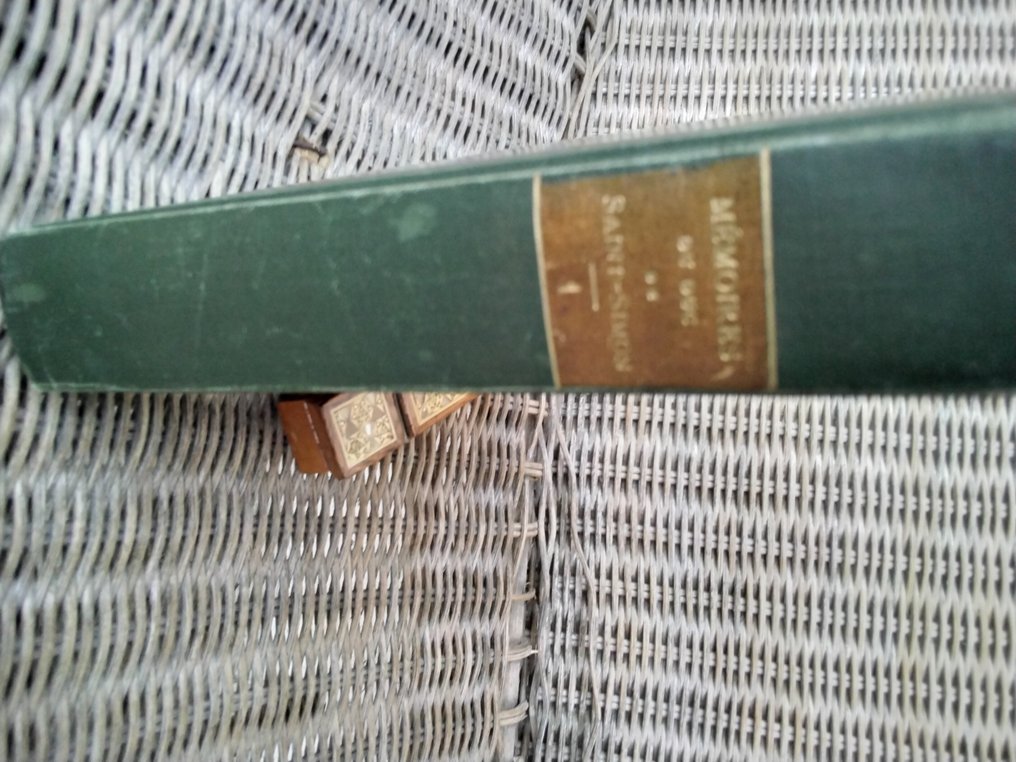 MÉMOIRES
DU DUC
DE
SAINT-SIMON
1